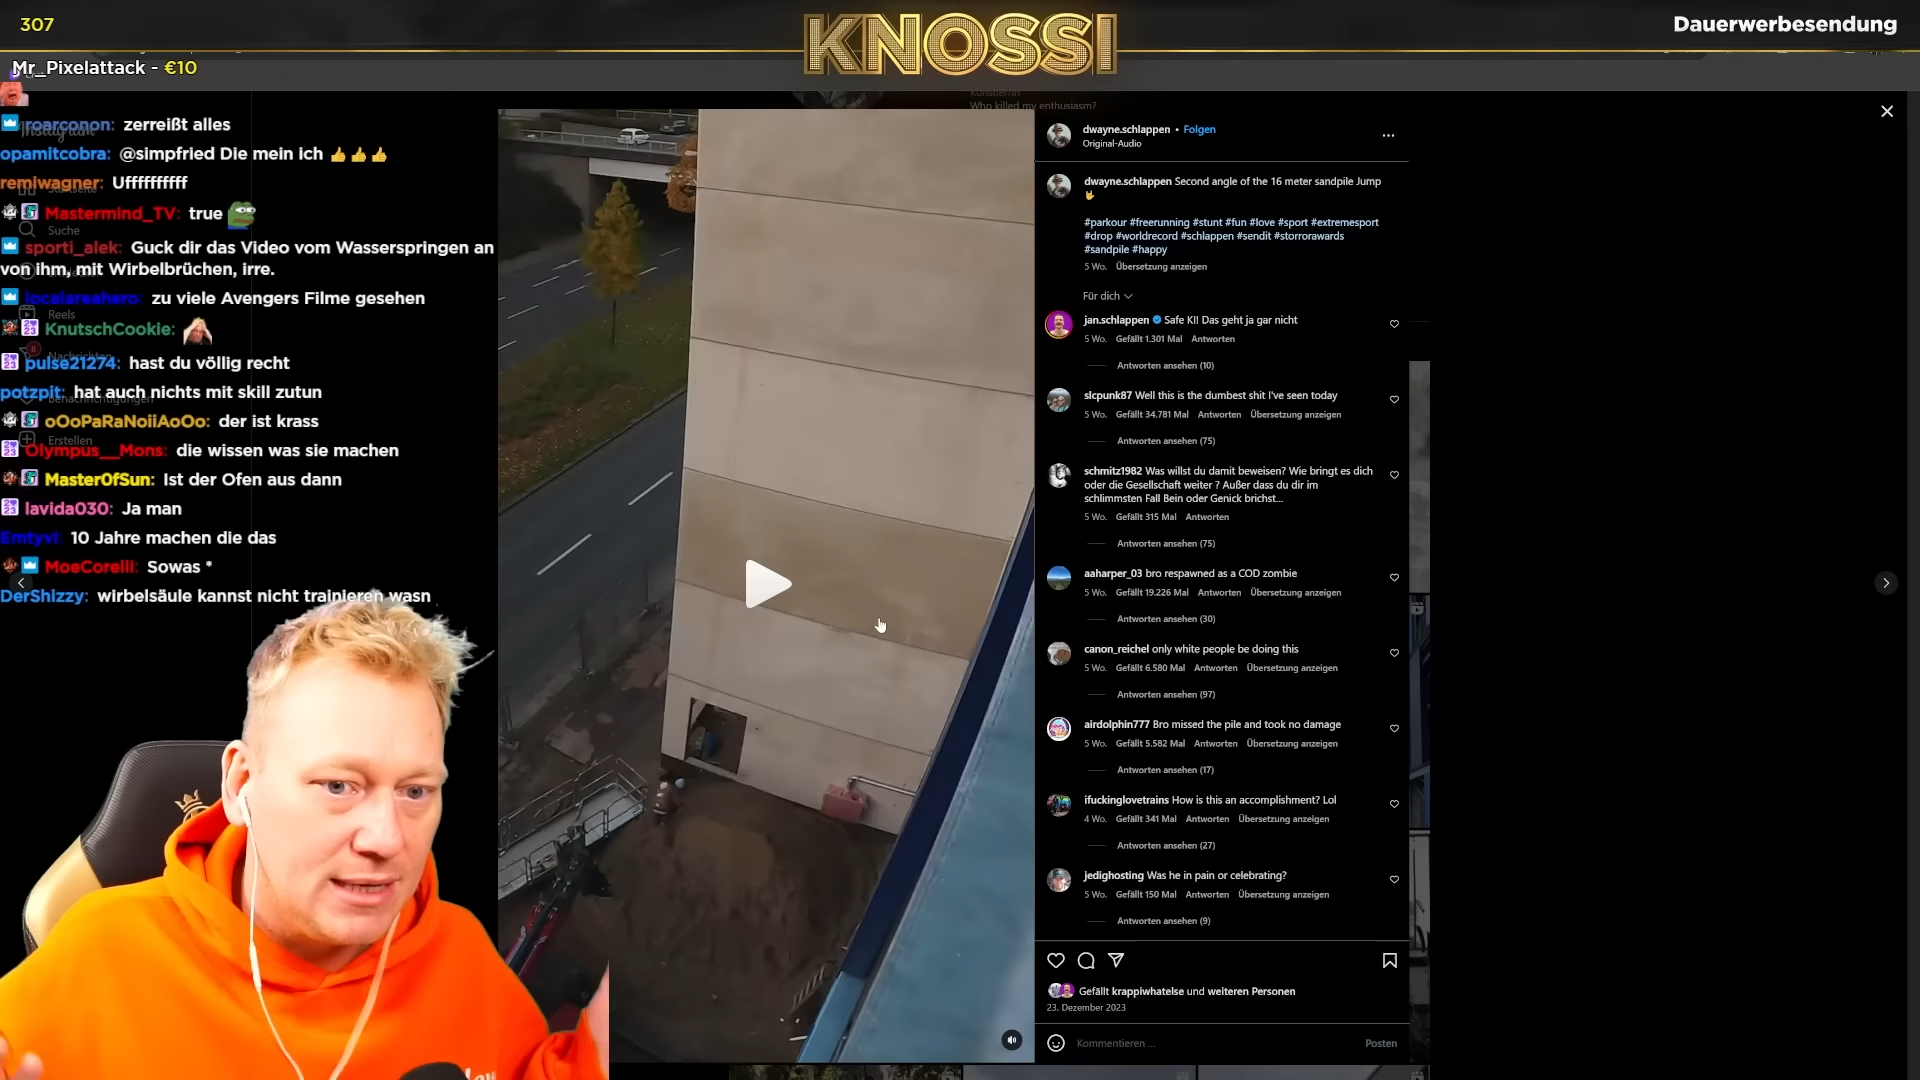 307
KNOSSI
Dauerwerbesendung
Mr_Pixelattack - €10
Who killed my enthusiasm?
Instagram
roarconon: zerreißt alles
opamitcobra: @simpfried Die mein ich 👍👍👍
remiwagner: Uffffffffff
Mastermind_TV: true
Suche
sporti_alek: Guck dir das Video vom Wasserspringen an
von ihm, mit Wirbelbrüchen, irre.
localareahero: zu viele Avengers Filme gesehen
Reels
KnutschCookie:
8
Nachrichten
pulse21274: hast du völlig recht
potzpit: hat auch nichts mit skill zutun
Benachrichtigungen
oOoPaRaNoiiAoOo: der ist krass
Erstellen
Olympus__Mons: die wissen was sie machen
Master0fSun: Ist der Ofen aus dann
lavida030: Ja man
Emtyvi: 10 Jahre machen die das
MoeCorelli: Sowas *
DerShizzy: wirbelsäule kannst nicht trainieren wasn
dwayne.schlappen • Folgen
Original-Audio
dwayne.schlappen Second angle of the 16 meter sandpile Jump
🤟
#parkour #freerunning #stunt #fun #love #sport #extremesport
#drop #worldrecord #schlappen #sendit #storrorawards
#sandpile #happy
5 Wo. Übersetzung anzeigen
Für dich
jan.schlappen Safe KI! Das geht ja gar nicht
5 Wo. Gefällt 1.301 Mal Antworten
Antworten ansehen (10)
slcpunk87 Well this is the dumbest shit I've seen today
5 Wo. Gefällt 34.781 Mal Antworten Übersetzung anzeigen
Antworten ansehen (75)
schmitz1982 Was willst du damit beweisen? Wie bringt es dich
oder die Gesellschaft weiter ? Außer dass du dir im
schlimmsten Fall Bein oder Genick brichst...
5 Wo. Gefällt 315 Mal Antworten
Antworten ansehen (75)
aaharper_03 bro respawned as a COD zombie
5 Wo. Gefällt 19.226 Mal Antworten Übersetzung anzeigen
Antworten ansehen (30)
canon_reichel only white people be doing this
5 Wo. Gefällt 6.580 Mal Antworten Übersetzung anzeigen
Antworten ansehen (97)
airdolphin777 Bro missed the pile and took no damage
5 Wo. Gefällt 5.582 Mal Antworten Übersetzung anzeigen
Antworten ansehen (17)
ifuckinglovetrains How is this an accomplishment? Lol
4 Wo. Gefällt 341 Mal Antworten Übersetzung anzeigen
Antworten ansehen (27)
jedighosting Was he in pain or celebrating?
5 Wo. Gefällt 150 Mal Antworten Übersetzung anzeigen
Antworten ansehen (9)
Gefällt krappiwhatelse und weiteren Personen
23. Dezember 2023
Kommentieren ...
Posten